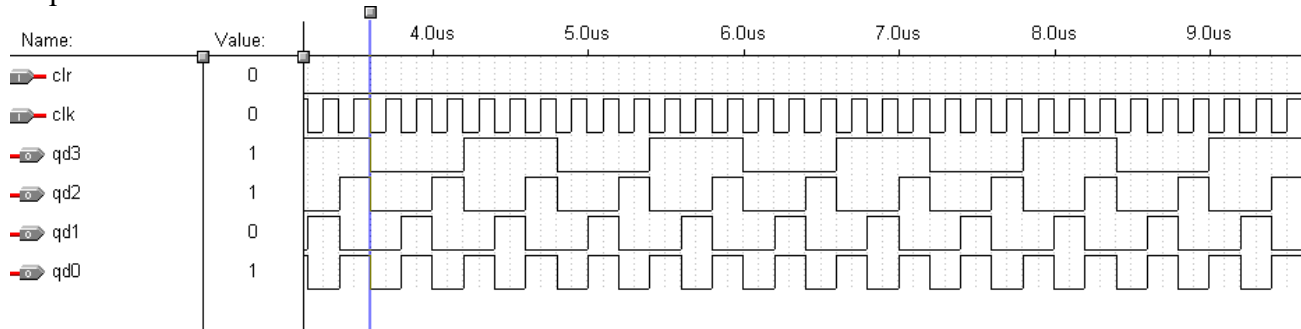 Name: Value: 4.0us 5.0us 6.0us 7.0us 8.0us 9.0us
clr 0
clk 0
qd3 1
qd2 1
qd1 0
qd0 1